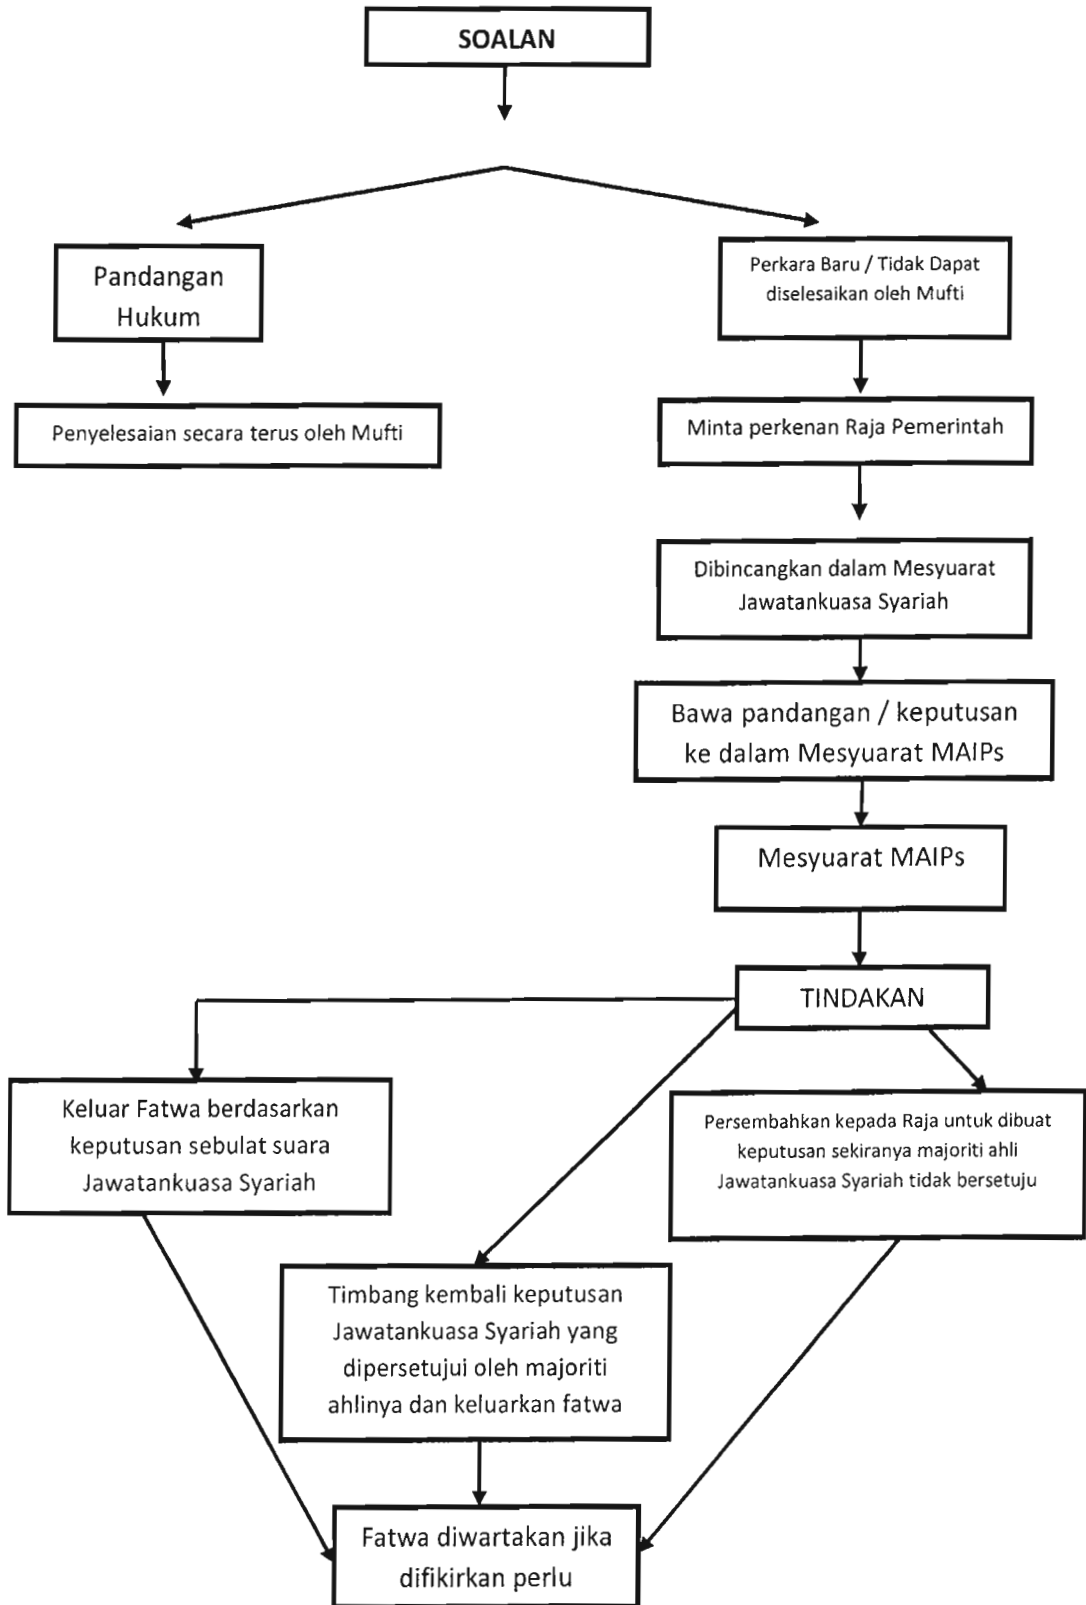 SOALAN
Pandangan
Hukum
Penyelesaian secara terus oleh Mufti
Perkara Baru / Tidak Dapat
diselesaikan oleh Mufti
Minta perkenan Raja Pemerintah
Dibincangkan dalam Mesyuarat
Jawatankuasa Syariah
Bawa pandangan / keputusan
ke dalam Mesyuarat MAIPs
Mesyuarat MAIPs
TINDAKAN
Keluar Fatwa berdasarkan
keputusan sebulat suara
Jawatankuasa Syariah
Timbang kembali keputusan
Jawatankuasa Syariah yang
dipersetujui oleh majoriti
ahlinya dan keluarkan fatwa
Persembahkan kepada Raja untuk dibuat
keputusan sekiranya majoriti ahli
Jawatankuasa Syariah tidak bersetuju
Fatwa diwartakan jika
difikirkan perlu